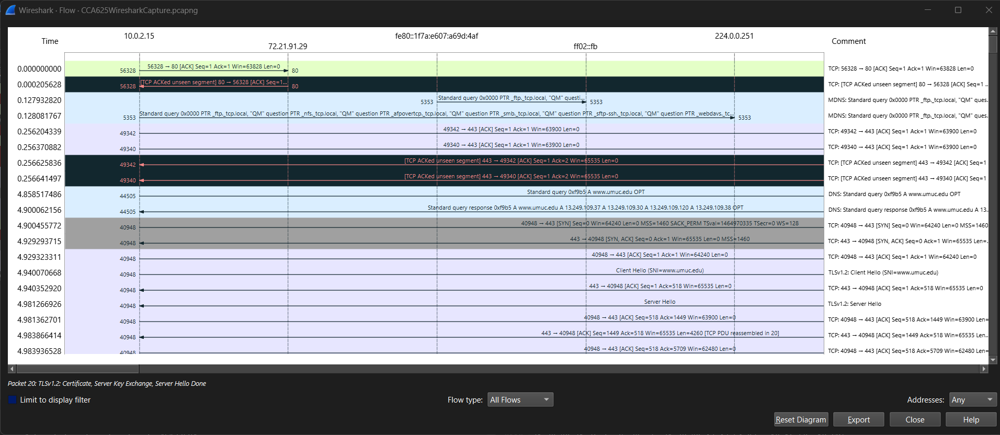 Wireshark · Flow · CCA625WiresharkCapture.pcapng
Time 10.0.2.15 72.21.91.29 fe80::1f7a:e607:a69d:4af ff02::fb 224.0.0.251 Comment
0.000000000 56328 56328 → 80 [ACK] Seq=1 Ack=1 Win=63828 Len=0 80 TCP: 56328 → 80 [ACK] Seq=1 Ack=1 Win=63828 Len=0
0.000205628 56328 [TCP ACKed unseen segment] 80 → 56328 [ACK] Seq=1... 80 TCP: [TCP ACKed unseen segment] 80 → 56328 [ACK] Seq=1 ...
0.127932820 5353 Standard query 0x0000 PTR _ftp._tcp.local, "QM" questi... 5353 MDNS: Standard query 0x0000 PTR _ftp._tcp.local, "QM" ques...
0.128081767 5353 Standard query 0x0000 PTR _ftp._tcp.local, "QM" question PTR _nfs._tcp.local, "QM" question PTR _afpovertcp._tcp.local, "QM" question PTR _smb._tcp.local, "QM" question PTR _sftp-ssh._tcp.local, "QM" question PTR _webdavs._tc... 5353 MDNS: Standard query 0x0000 PTR _ftp._tcp.local, "QM" ques...
0.256204339 49342 49342 → 443 [ACK] Seq=1 Ack=1 Win=63900 Len=0 TCP: 49342 → 443 [ACK] Seq=1 Ack=1 Win=63900 Len=0
0.256370882 49340 49340 → 443 [ACK] Seq=1 Ack=1 Win=63900 Len=0 TCP: 49340 → 443 [ACK] Seq=1 Ack=1 Win=63900 Len=0
0.256625836 49342 [TCP ACKed unseen segment] 443 → 49342 [ACK] Seq=1 Ack=2 Win=65535 Len=0 TCP: [TCP ACKed unseen segment] 443 → 49342 [ACK] Seq=1
0.256641497 49340 [TCP ACKed unseen segment] 443 → 49340 [ACK] Seq=1 Ack=2 Win=65535 Len=0 TCP: [TCP ACKed unseen segment] 443 → 49340 [ACK] Seq=1
4.858517486 44505 Standard query 0xf9b5 A www.umuc.edu OPT DNS: Standard query 0xf9b5 A www.umuc.edu OPT
4.900062156 44505 Standard query response 0xf9b5 A www.umuc.edu A 13.249.109.37 A 13.249.109.30 A 13.249.109.120 A 13.249.109.38 OPT DNS: Standard query response 0xf9b5 A www.umuc.edu A 13...
4.900455772 40948 40948 → 443 [SYN] Seq=0 Win=64240 Len=0 MSS=1460 SACK_PERM TSval=1464970335 TSecr=0 WS=128 TCP: 40948 → 443 [SYN] Seq=0 Win=64240 Len=0 MSS=1460
4.929293715 40948 443 → 40948 [SYN, ACK] Seq=0 Ack=1 Win=65535 Len=0 MSS=1460 TCP: 443 → 40948 [SYN, ACK] Seq=0 Ack=1 Win=65535 Len=...
4.929323311 40948 40948 → 443 [ACK] Seq=1 Ack=1 Win=64240 Len=0 TCP: 40948 → 443 [ACK] Seq=1 Ack=1 Win=64240 Len=0
4.940070668 40948 Client Hello (SNI=www.umuc.edu) TLSv1.2: Client Hello (SNI=www.umuc.edu)
4.940352920 40948 443 → 40948 [ACK] Seq=1 Ack=518 Win=65535 Len=0 TCP: 443 → 40948 [ACK] Seq=1 Ack=518 Win=65535 Len=0
4.981266926 40948 Server Hello TLSv1.2: Server Hello
4.981362701 40948 40948 → 443 [ACK] Seq=518 Ack=1449 Win=63900 Len=0 TCP: 40948 → 443 [ACK] Seq=518 Ack=1449 Win=63900 Len=
4.983866414 40948 443 → 40948 [ACK] Seq=1449 Ack=518 Win=65535 Len=4260 [TCP PDU reassembled in 20] TCP: 443 → 40948 [ACK] Seq=1449 Ack=518 Win=65535 Len...
4.983936528 40948 40948 → 443 [ACK] Seq=518 Ack=5709 Win=62480 Len=0 TCP: 40948 → 443 [ACK] Seq=518 Ack=5709 Win=62480 Len=
Packet 20: TLSv1.2: Certificate, Server Key Exchange, Server Hello Done
Limit to display filter Flow type: All Flows Addresses: Any
Reset Diagram Export Close Help